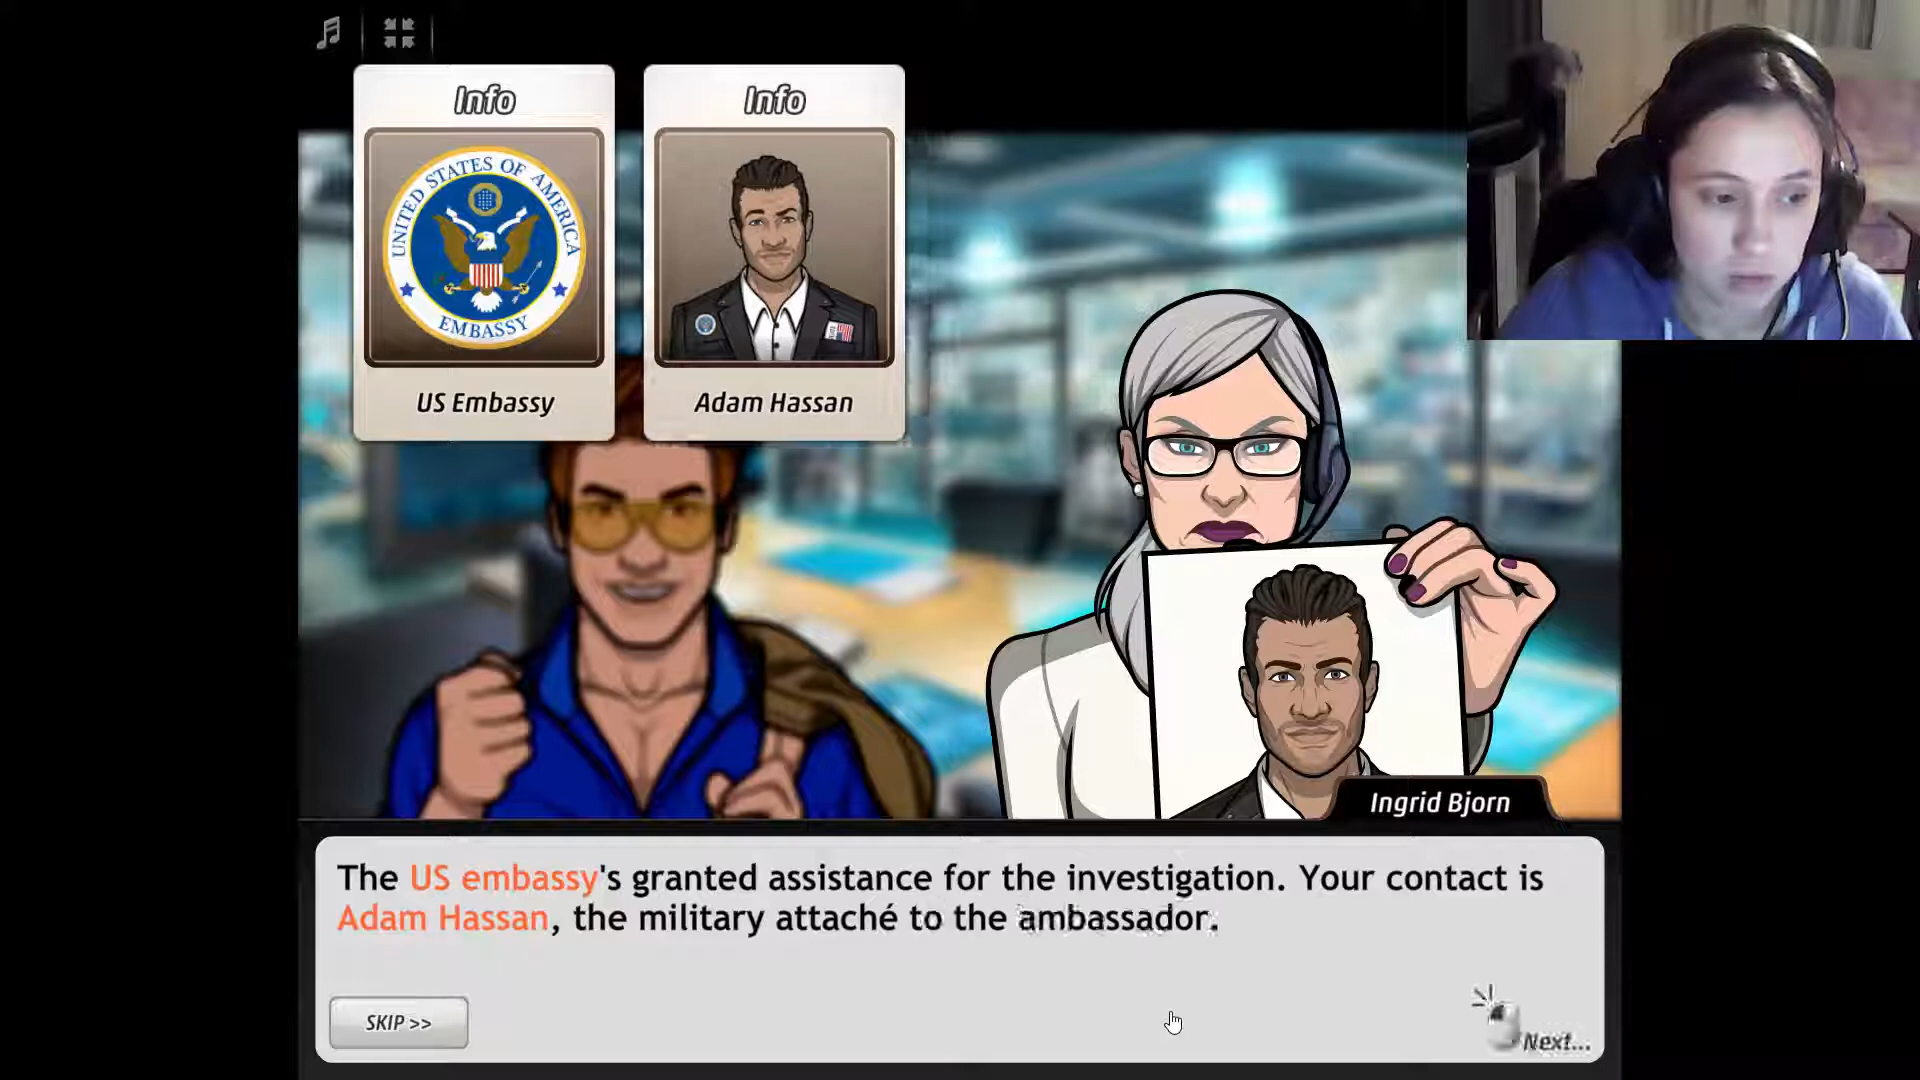 Info
UNITED STATES OF AMERICA
EMBASSY
US Embassy
Info
Adam Hassan
Ingrid Bjorn
The US embassy's granted assistance for the investigation. Your contact is
Adam Hassan, the military attaché to the ambassador.
SKIP >>
Next...